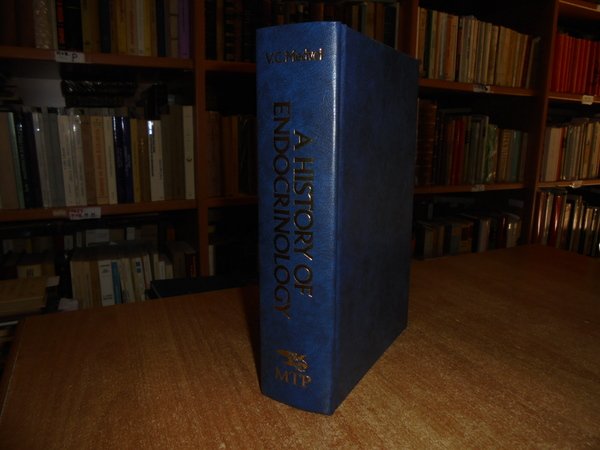 V.C. Medvei
A HISTORY OF
ENDOCRINOLOGY
MTP